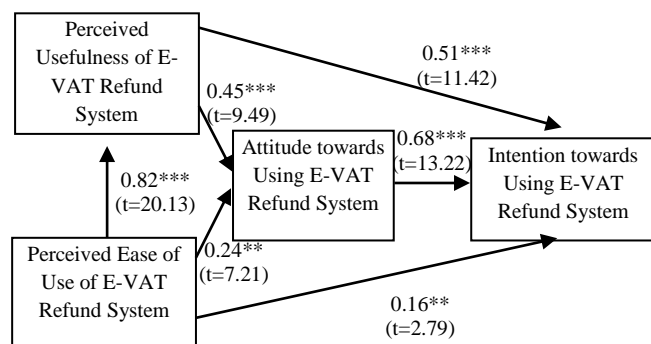 Perceived
Usefulness of E-
VAT Refund
System
0.51***
(t=11.42)
0.45***
(t=9.49)
Attitude towards
Using E-VAT
Refund System
0.68***
(t=13.22)
Intention towards
Using E-VAT
Refund System
0.82***
(t=20.13)
Perceived Ease of
Use of E-VAT
Refund System
0.24**
(t=7.21)
0.16**
(t=2.79)